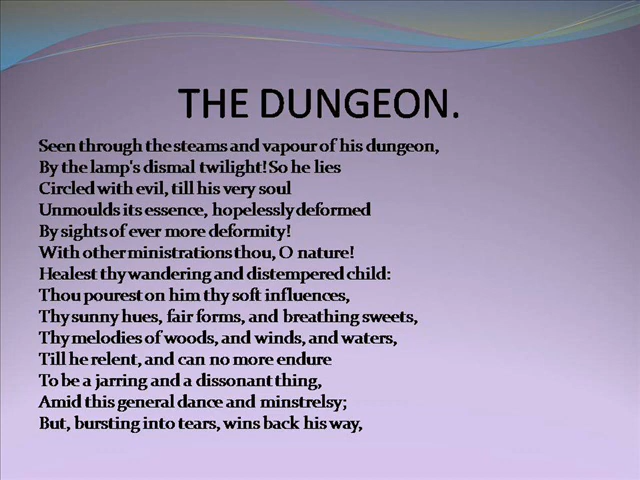 THE DUNGEON.
Seen through the steams and vapour of his dungeon,
By the lamp's dismal twilight! So he lies
Circled with evil, till his very soul
Unmoulds its essence, hopelessly deformed
By sights of ever more deformity!
With other ministrations thou, O nature!
Healest thy wandering and distempered child:
Thou pourest on him thy soft influences,
Thy sunny hues, fair forms, and breathing sweets,
Thy melodies of woods, and winds, and waters,
Till he relent, and can no more endure
To be a jarring and a dissonant thing,
Amid this general dance and minstrelsy;
But, bursting into tears, wins back his way,